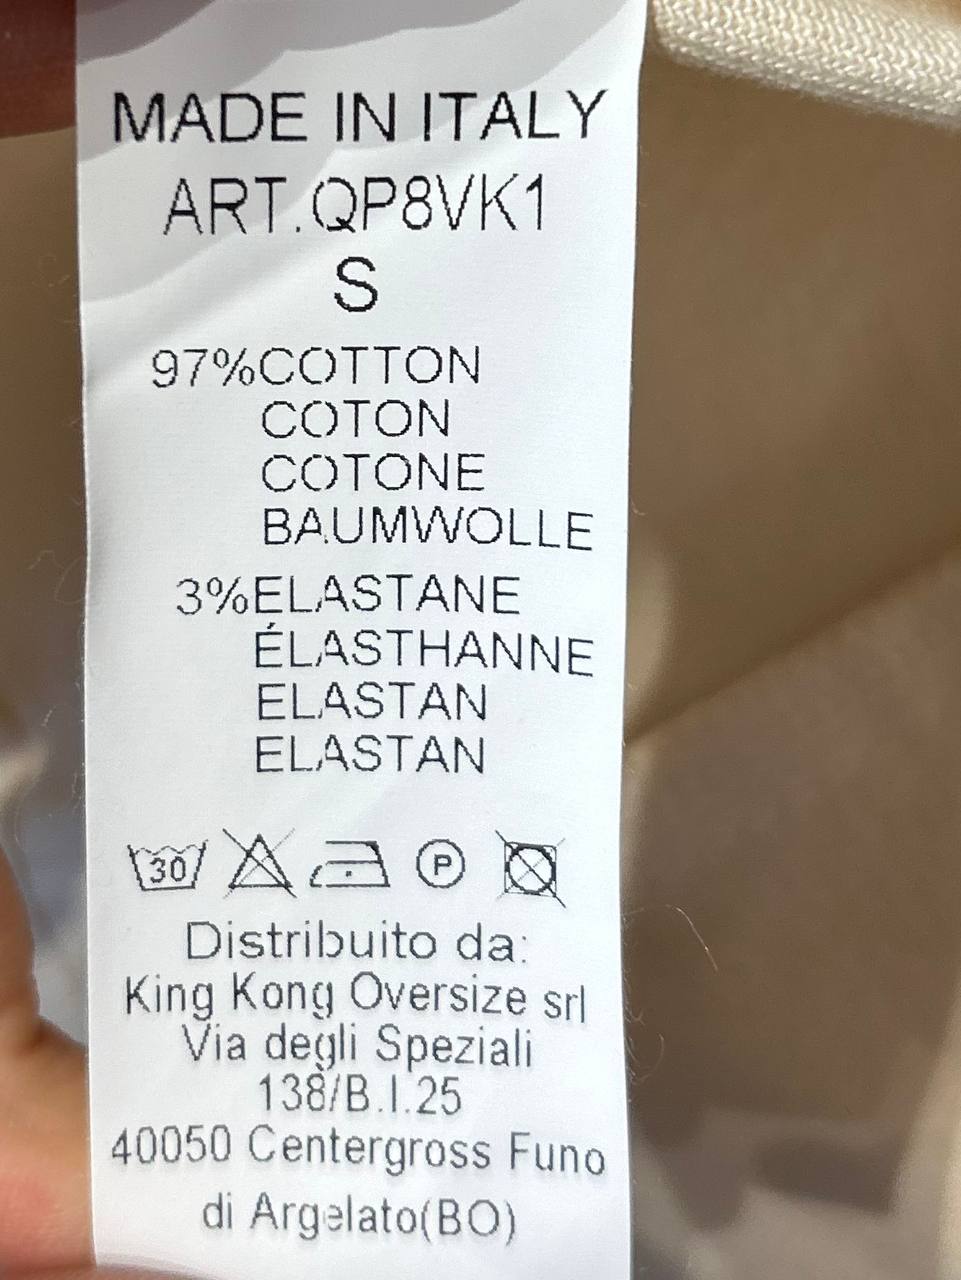 MADE IN ITALY
ART.QP8VK1
S
97%COTTON
COTON
COTONE
BAUMWOLLE
3%ELASTANE
ÉLASTHANNE
ELASTAN
ELASTAN
30 P
Distribuito da:
King Kong Oversize srl
Via degli Speziali
138/B.I.25
40050 Centergross Funo
di Argelato(BO)